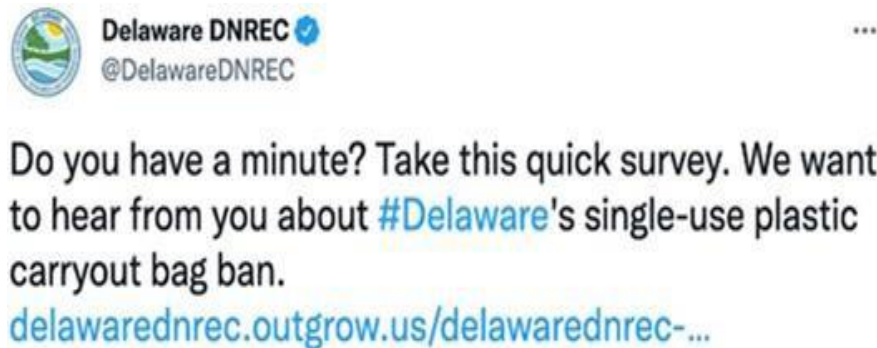 Delaware DNREC
@DelawareDNREC
Do you have a minute? Take this quick survey. We want
to hear from you about #Delaware's single-use plastic
carryout bag ban.
delawarednrec.outgrow.us/delawarednrec-...